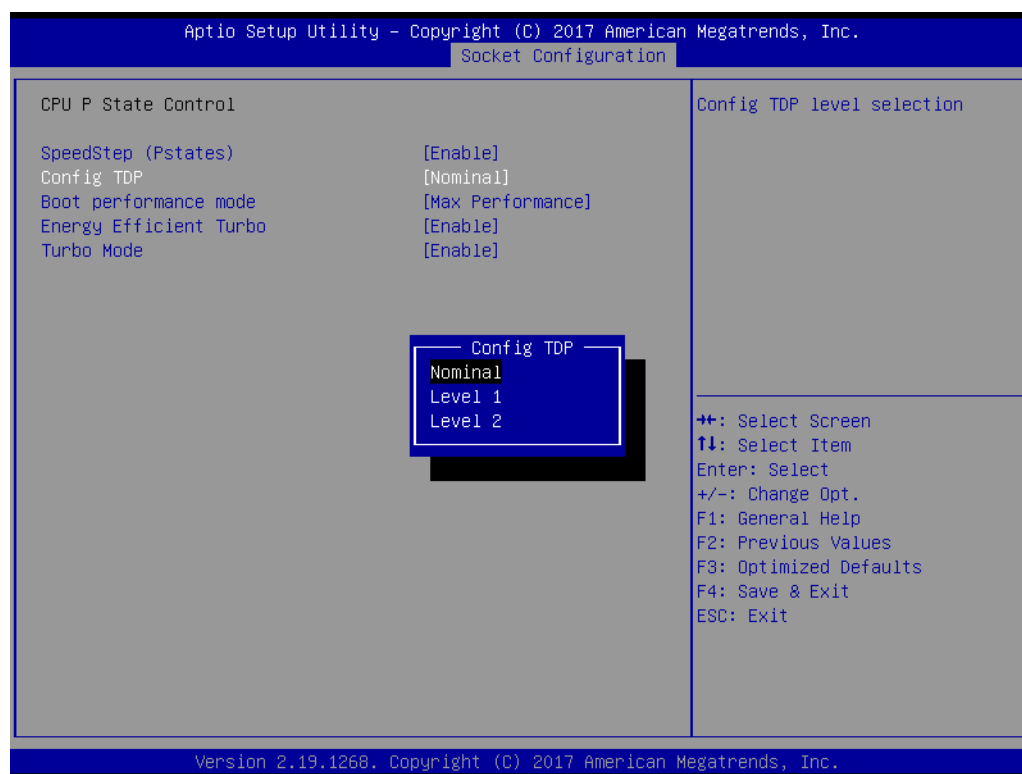 Aptio Setup Utility – Copyright (C) 2017 American Megatrends, Inc.
Socket Configuration
CPU P State Control
SpeedStep (Pstates) [Enable]
Config TDP [Nominal]
Boot performance mode [Max Performance]
Energy Efficient Turbo [Enable]
Turbo Mode [Enable]
Config TDP
Nominal
Level 1
Level 2
Config TDP level selection
→←: Select Screen
↑↓: Select Item
Enter: Select
+/-: Change Opt.
F1: General Help
F2: Previous Values
F3: Optimized Defaults
F4: Save & Exit
ESC: Exit
Version 2.19.1268. Copyright (C) 2017 American Megatrends, Inc.